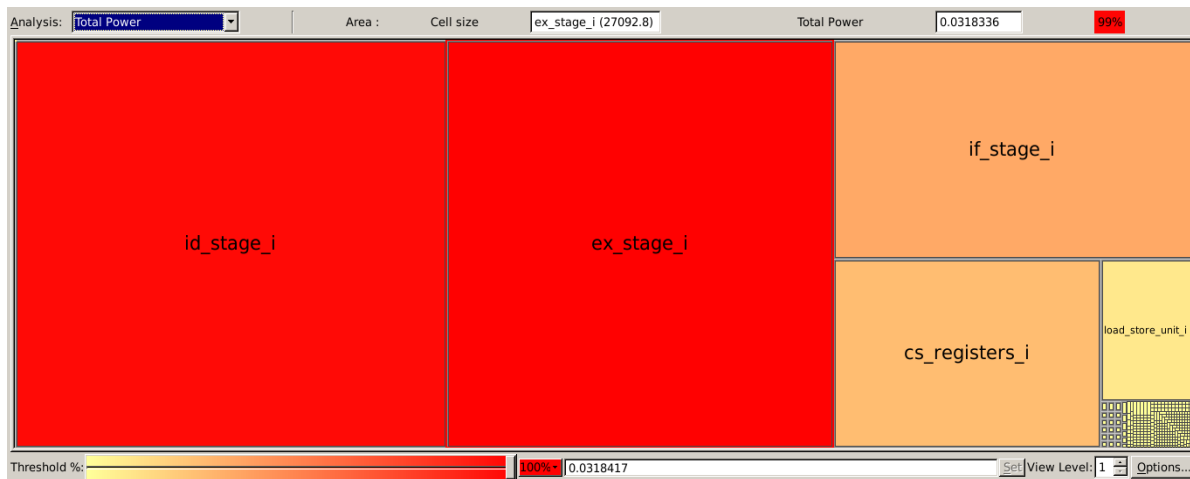 Analysis: Total Power Area : Cell size ex_stage_i (27092.8) Total Power 0.0318336 99%
id_stage_i
ex_stage_i
if_stage_i
cs_registers_i
load_store_unit_i
Threshold %: 100% 0.0318417 Set View Level: 1 Options...